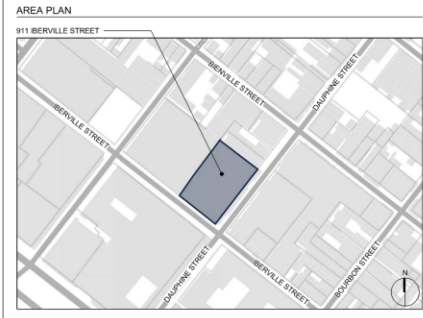 AREA PLAN
911 IBERVILLE STREET
BIENVILLE STREET
DAUPHINE STREET
IBERVILLE STREET
DAUPHINE STREET
IBERVILLE STREET
BOURBON STREET
N